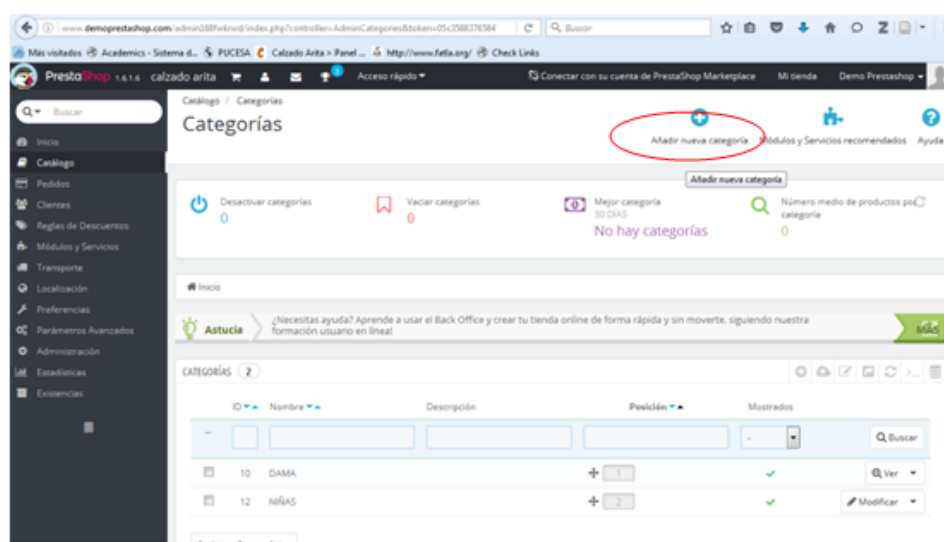 www.demoprestashop.com/admin168fwknwd/index.php?controller=AdminCategories&token=05c3588376584
Buscar
Más visitados Academics - Sistema d... PUCESA Calzado Arita > Panel ... http://www.fatla.org/ Check Links
PrestaShop 1.6.1.6 calzado arita Acceso rápido Conectar con su cuenta de PrestaShop Marketplace Mi tienda Demo Prestashop
Buscar
Inicio
Catálogo
Pedidos
Clientes
Reglas de Descuentos
Módulos y Servicios
Transporte
Localización
Preferencias
Parámetros Avanzados
Administración
Estadísticas
Existencias
Catálogo / Categorías
Categorías
Añadir nueva categoría Módulos y Servicios recomendados Ayuda
Añadir nueva categoría
Desactivar categorías
0
Vaciar categorías
0
Mejor categoría
30 DÍAS
No hay categorías
Número medio de productos por
categoría
0
Inicio
Astucia
¿Necesitas ayuda? Aprende a usar el Back Office y crear tu tienda online de forma rápida y sin moverte, siguiendo nuestra
formación usuario en línea!
MÁS
CATEGORÍAS 2
ID Nombre Descripción Posición Mostrados
-- - Buscar
10 DAMA 1 Ver
12 NIÑAS 2 Modificar